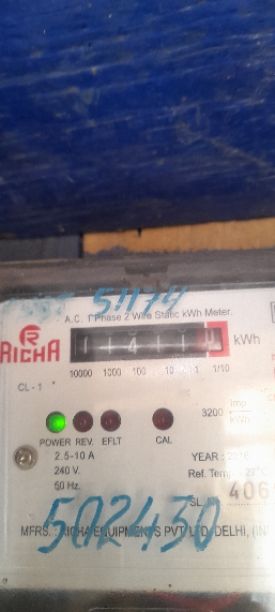 51174
A.C. 1 Phase 2 Wire Static kWh Meter.
R
RICHA
kWh
10000 1000 100 10 1 1/10
CL - 1
3200 imp/kWh
POWER REV. EFLT CAL
2.5-10 A
240 V.
50 Hz.
YEAR :
Ref. Temp. 27°C
SL 406
502430
MFRS. : RICHA EQUIPMENTS PVT. LTD. DELHI, (IN